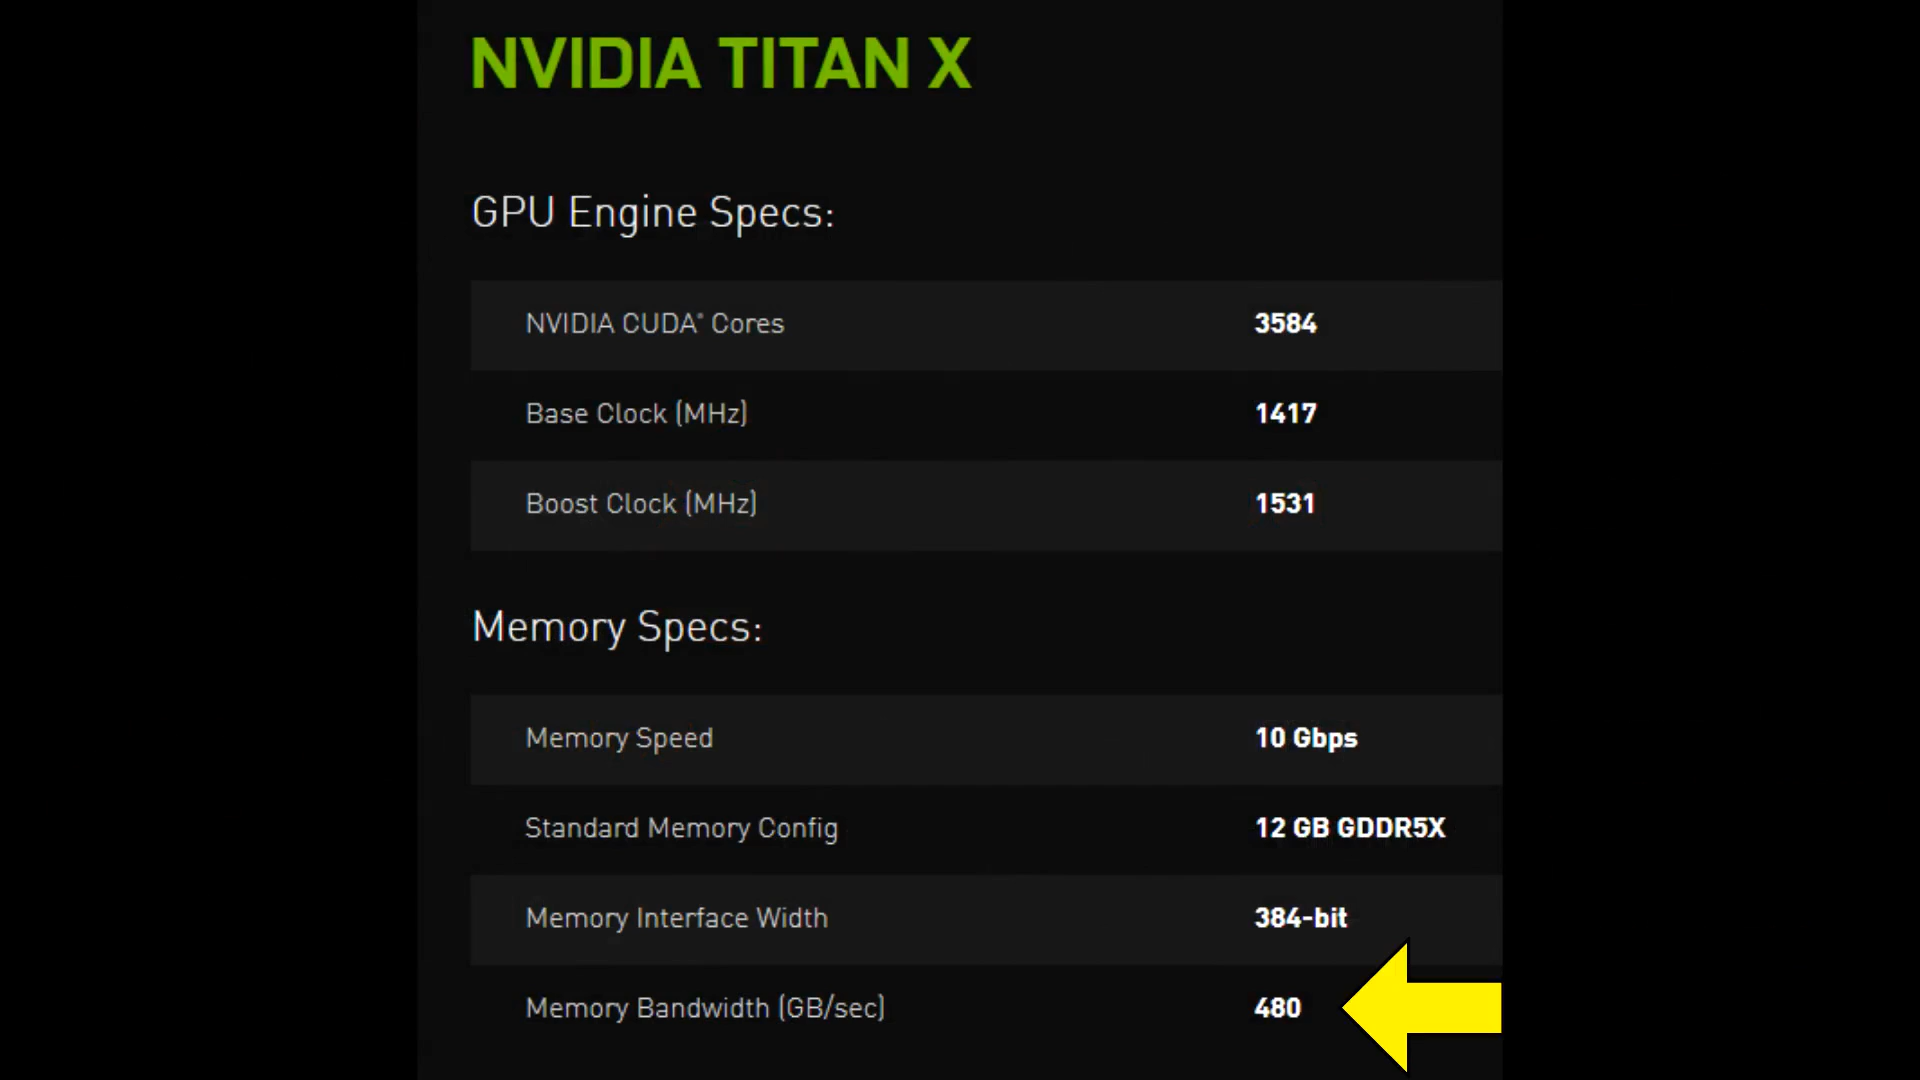 NVIDIA TITAN X
GPU Engine Specs:
NVIDIA CUDA® Cores 3584
Base Clock (MHz) 1417
Boost Clock (MHz) 1531
Memory Specs:
Memory Speed 10 Gbps
Standard Memory Config 12 GB GDDR5X
Memory Interface Width 384-bit
Memory Bandwidth (GB/sec) 480